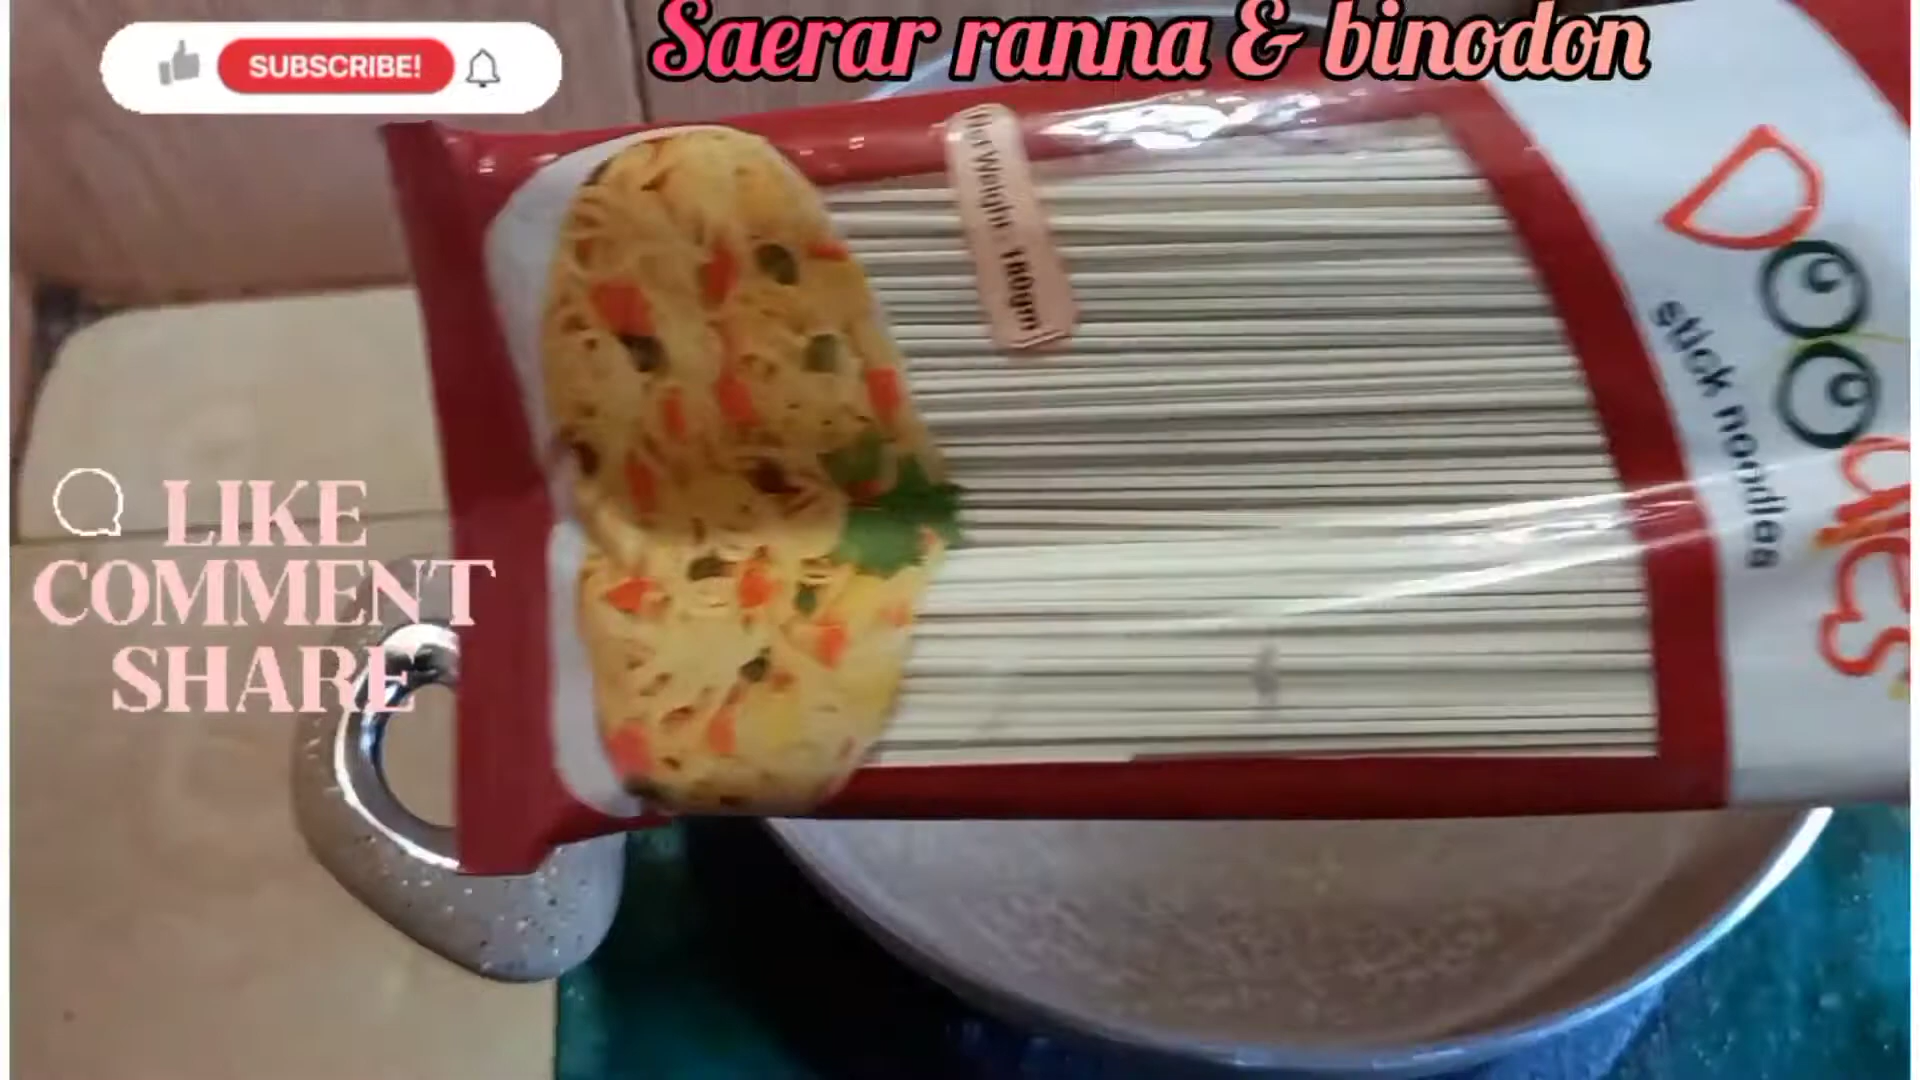 SUBSCRIBE!
Saerar ranna & binodon
Net Weight : 180gm
Doodles
stick noodles
LIKE
COMMENT
SHARE